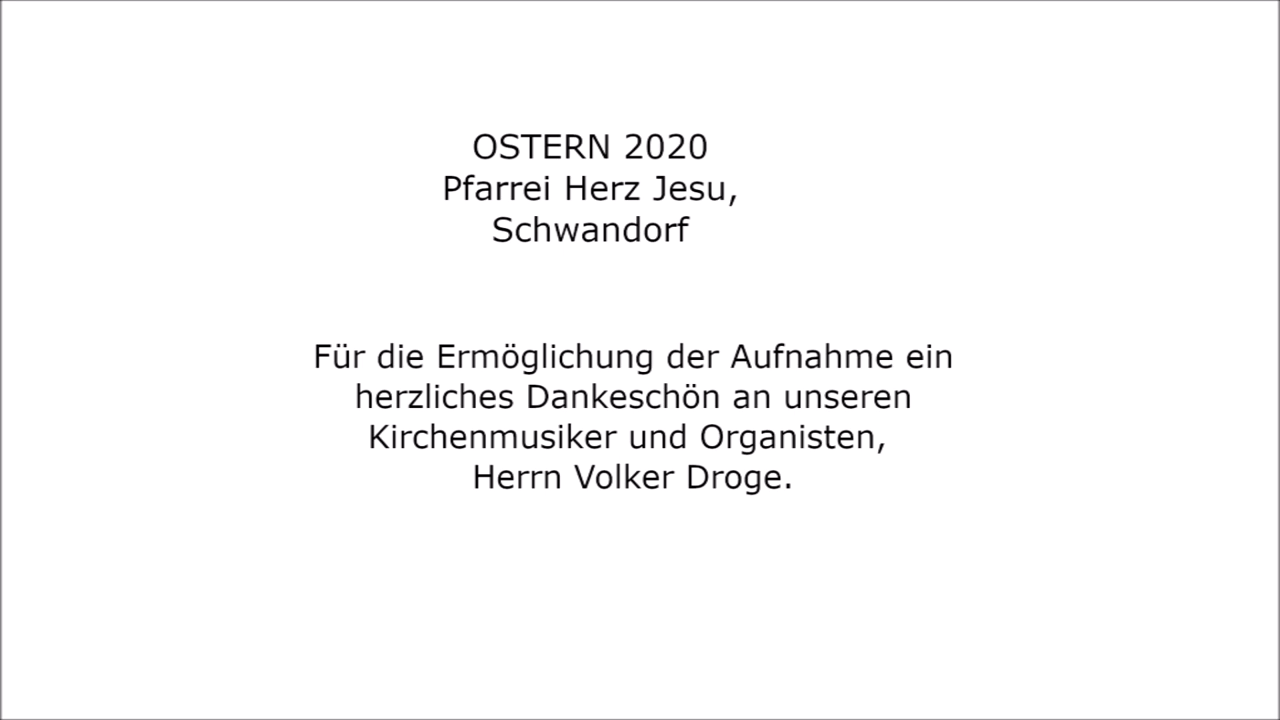 OSTERN 2020
Pfarrei Herz Jesu,
Schwandorf
Für die Ermöglichung der Aufnahme ein
herzliches Dankeschön an unseren
Kirchenmusiker und Organisten,
Herrn Volker Droge.